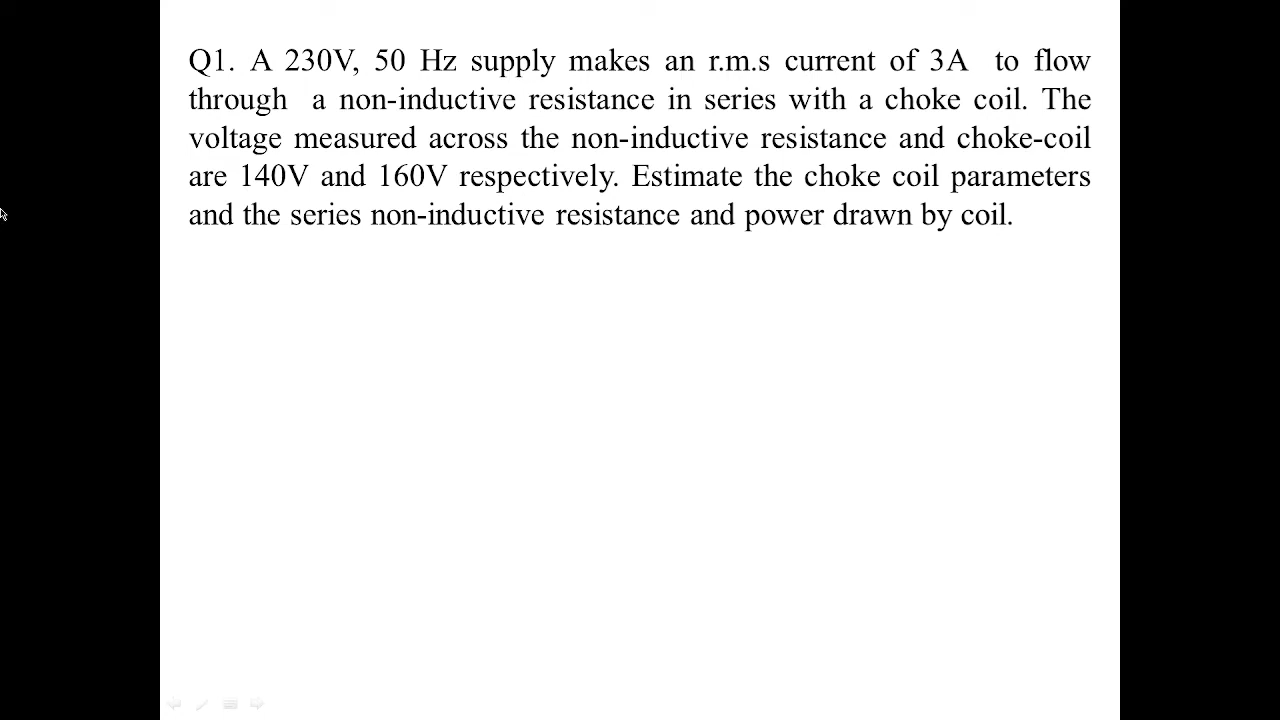 Q1. A 230V, 50 Hz supply makes an r.m.s current of 3A to flow
through a non-inductive resistance in series with a choke coil. The
voltage measured across the non-inductive resistance and choke-coil
are 140V and 160V respectively. Estimate the choke coil parameters
and the series non-inductive resistance and power drawn by coil.